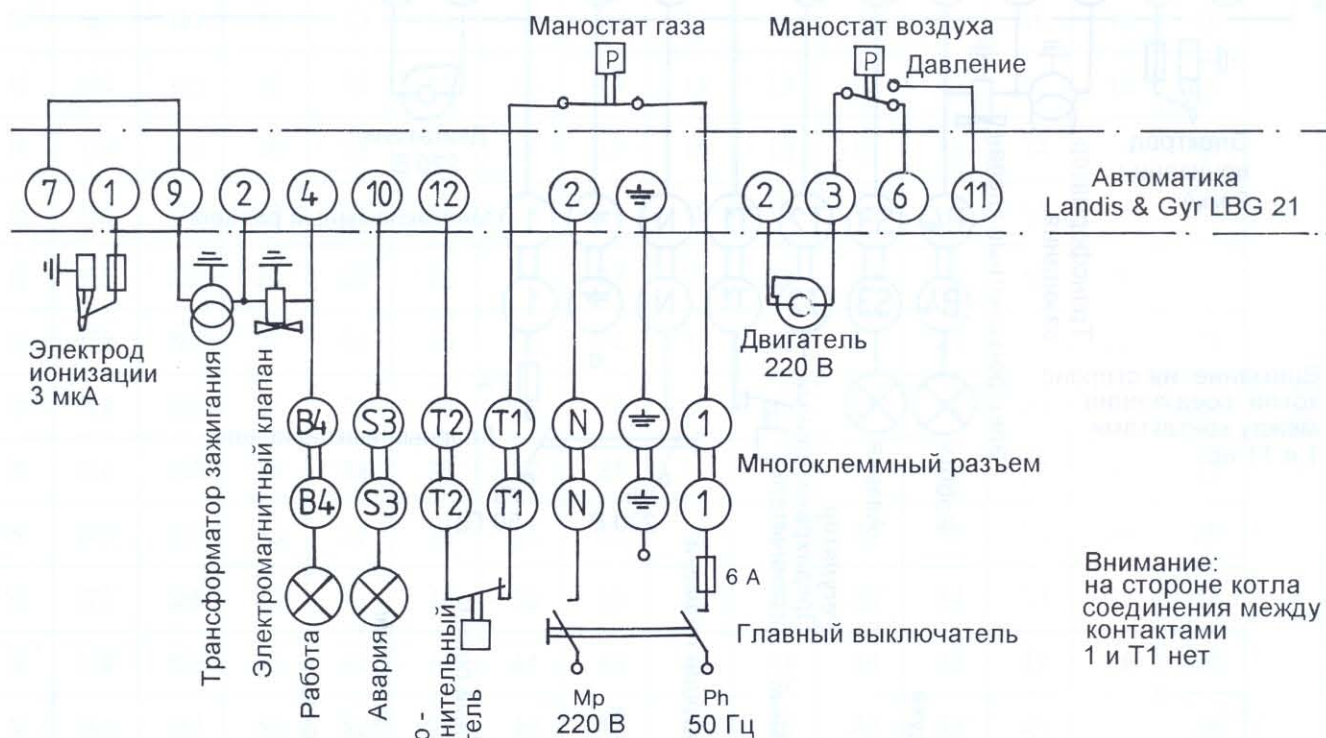 Маностат газа
Маностат воздуха
P
P
Давление
7 1 9 2 4 10 12 2 2 3 6 11
Автоматика
Landis & Gyr LBG 21
Электрод
ионизации
3 мкА
Трансформатор зажигания
Электромагнитный клапан
Двигатель
220 В
B4 S3 T2 T1 N 1
Многоклеммный разъем
B4 S3 T2 T1 N 1
6 А
Работа
Авария
Главный выключатель
Mp
220 В
Ph
50 Гц
Внимание:
на стороне котла
соединения между
контактами
1 и T1 нет